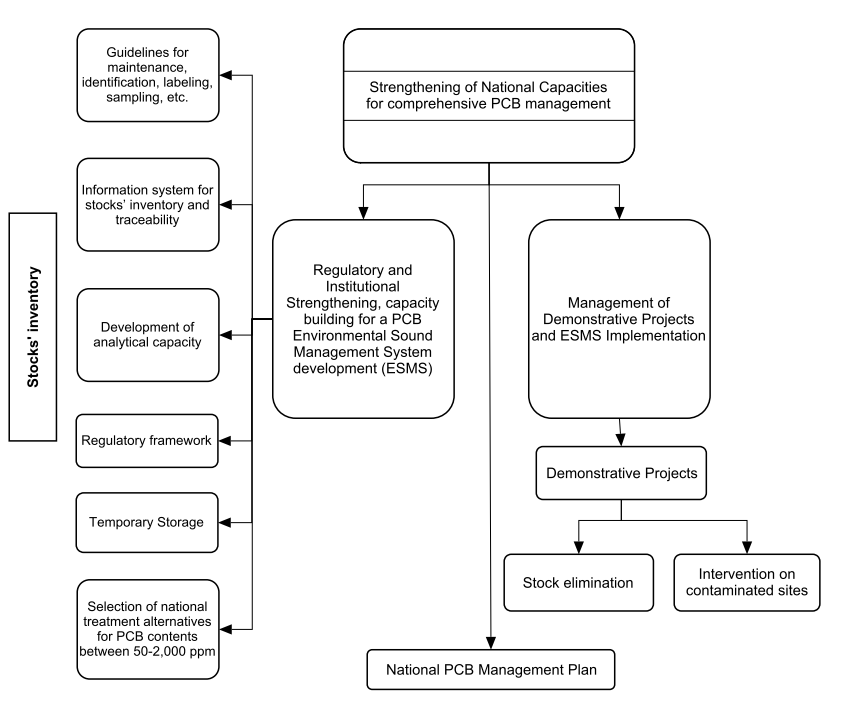 Strengthening of National Capacities
for comprehensive PCB management
Guidelines for
maintenance,
identification, labeling,
sampling, etc.
Information system for
stocks' inventory and
traceability
Development of
analytical capacity
Regulatory framework
Temporary Storage
Selection of national
treatment alternatives
for PCB contents
between 50-2,000 ppm
Stocks' inventory
Regulatory and
Institutional
Strengthening, capacity
building for a PCB
Environmental Sound
Management System
development (ESMS)
Management of
Demonstrative Projects
and ESMS Implementation
Demonstrative Projects
Stock elimination
Intervention on
contaminated sites
National PCB Management Plan